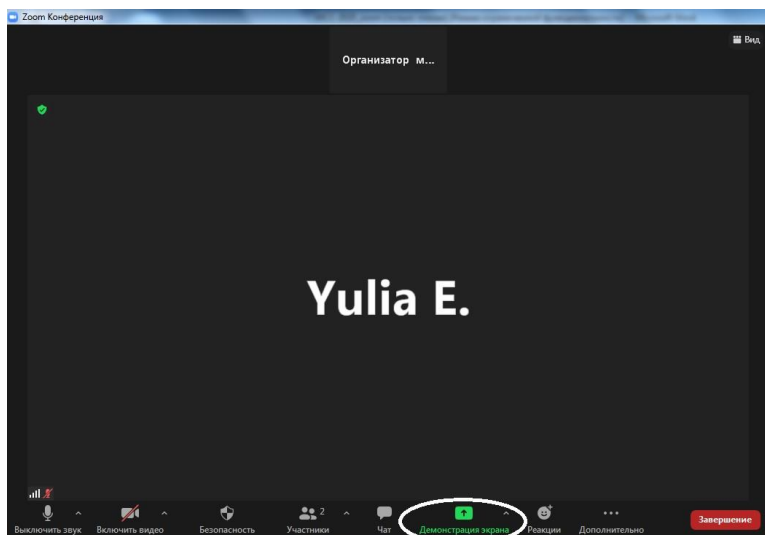 Zoom Конференция
Вид
Организатор м...
Yulia E.
2
Выключить звук Включить видео Безопасность Участники Чат Демонстрация экрана Реакции Дополнительно Завершение